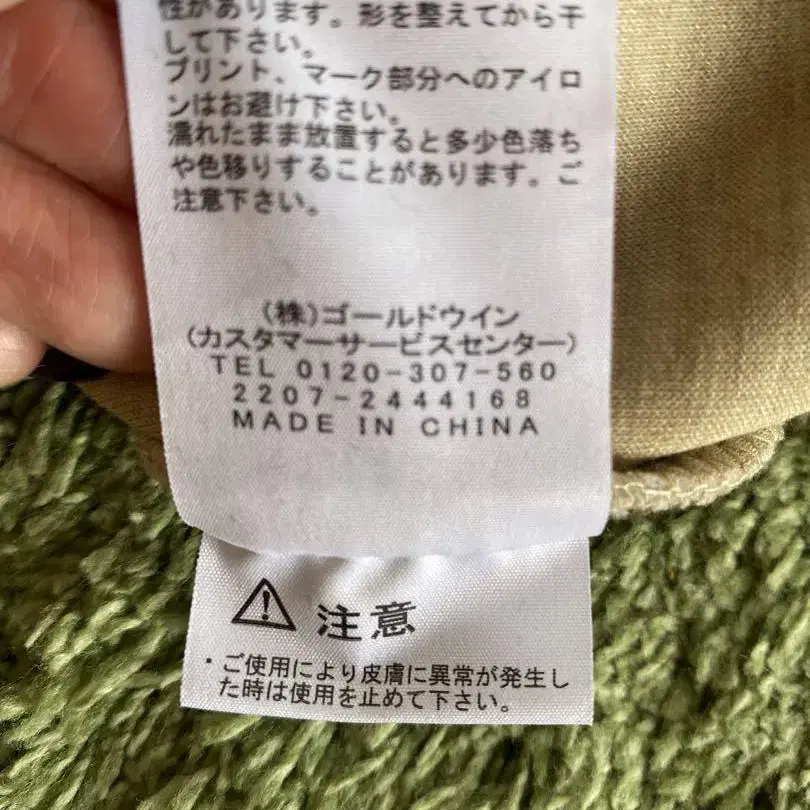 性があります。形を整えてから干
して下さい。
プリント、マーク部分へのアイロ
ンはお避け下さい。
濡れたまま放置すると多少色落ち
や色移りすることがあります。ご
注意下さい。
(株)ゴールドウイン
(カスタマーサービスセンター)
TEL 0120-307-560
2207-2444168
MADE IN CHINA
⚠ 注意
・ご使用により皮膚に異常が発生し
た時は使用を止めて下さい。